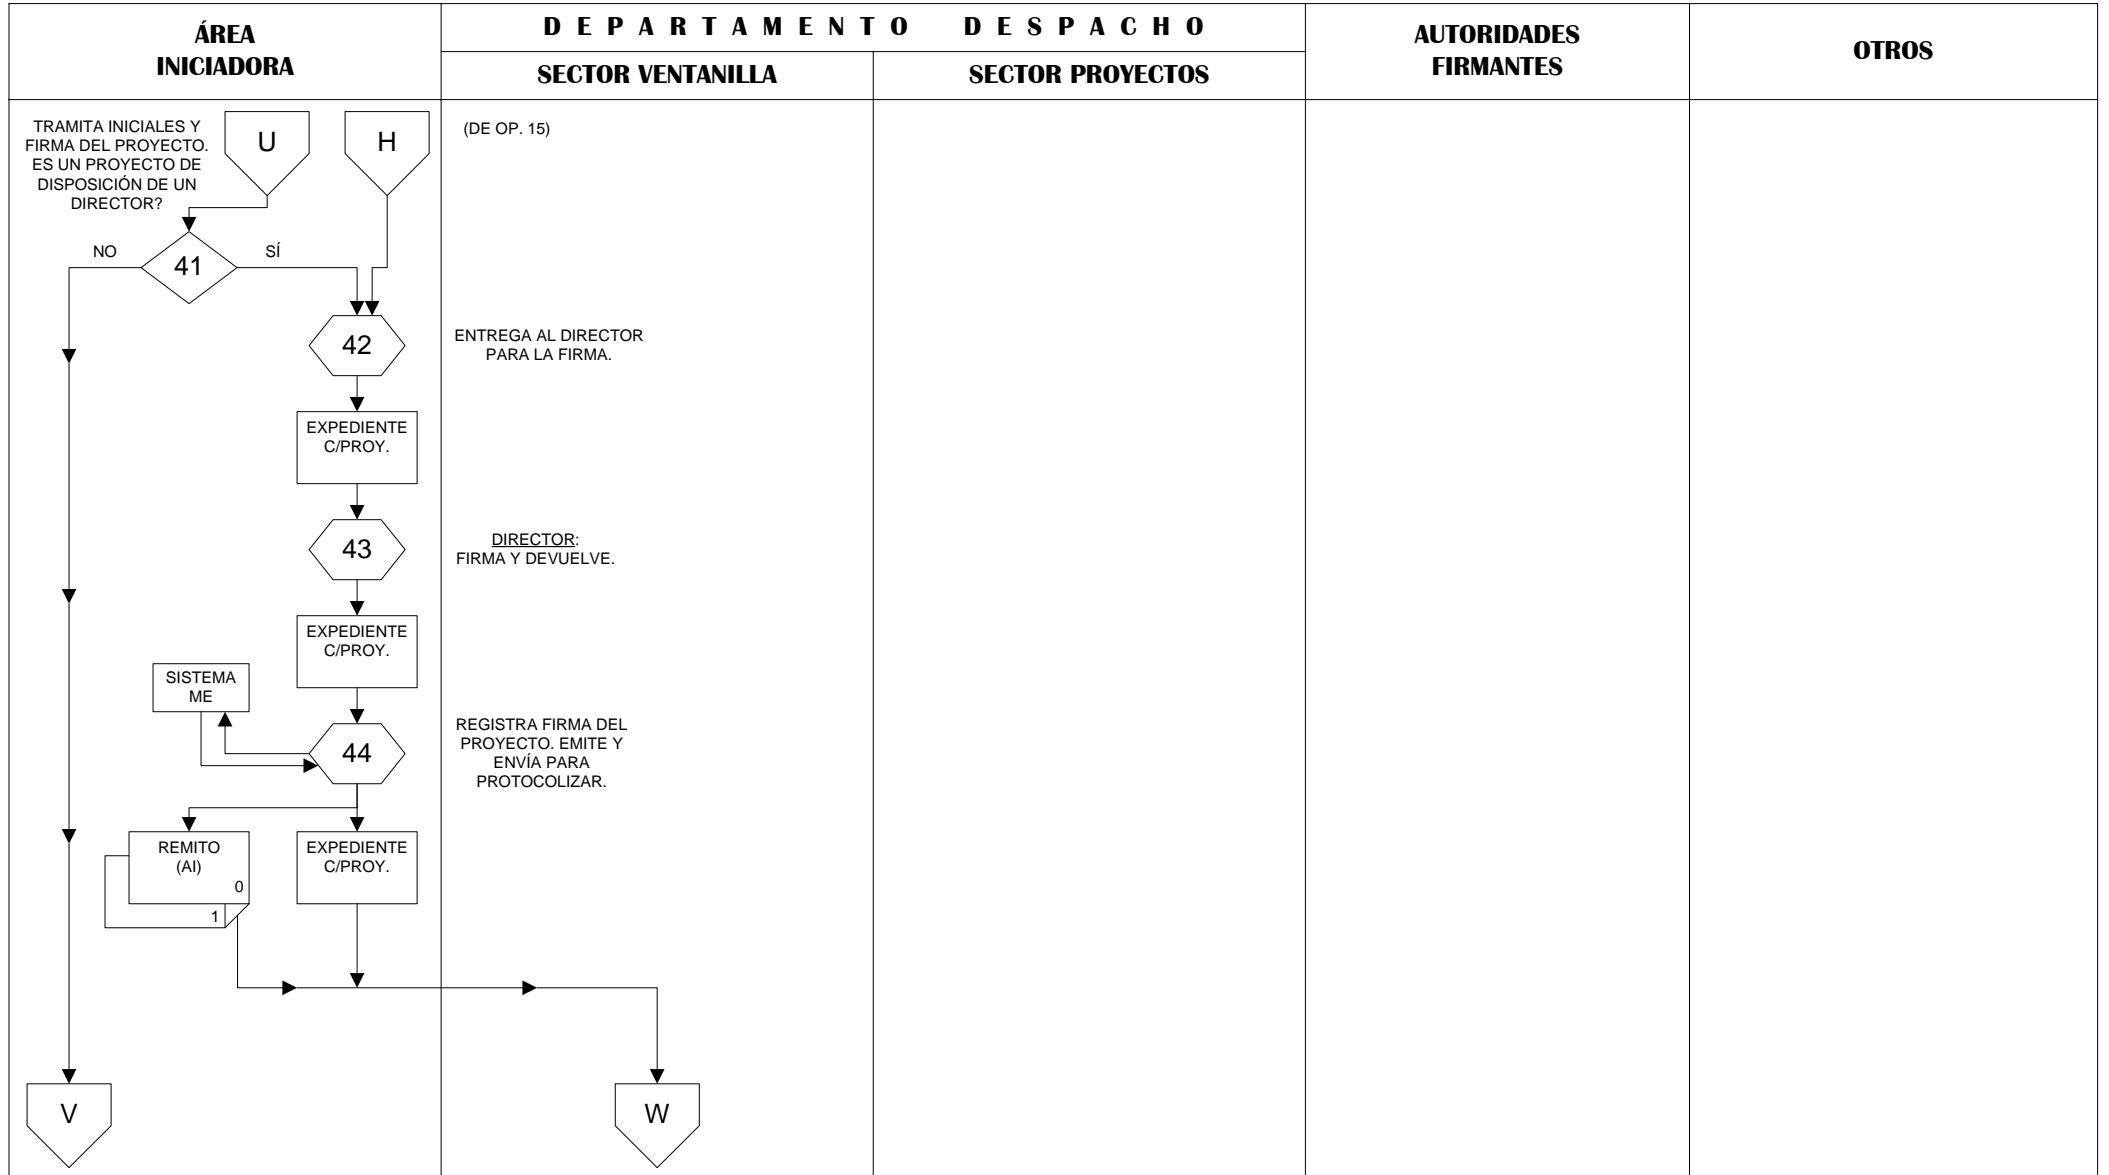 ÁREA
INICIADORA
DEPARTAMENTO DESPACHO
SECTOR VENTANILLA
SECTOR PROYECTOS
AUTORIDADES
FIRMANTES
OTROS
TRAMITA INICIALES Y
FIRMA DEL PROYECTO.
ES UN PROYECTO DE
DISPOSICIÓN DE UN
DIRECTOR?
U
H
(DE OP. 15)
NO
41
SÍ
42
ENTREGA AL DIRECTOR
PARA LA FIRMA.
EXPEDIENTE
C/PROY.
43
DIRECTOR:
FIRMA Y DEVUELVE.
EXPEDIENTE
C/PROY.
SISTEMA
ME
44
REGISTRA FIRMA DEL
PROYECTO. EMITE Y
ENVÍA PARA
PROTOCOLIZAR.
REMITO
(AI)
0
1
EXPEDIENTE
C/PROY.
V
W